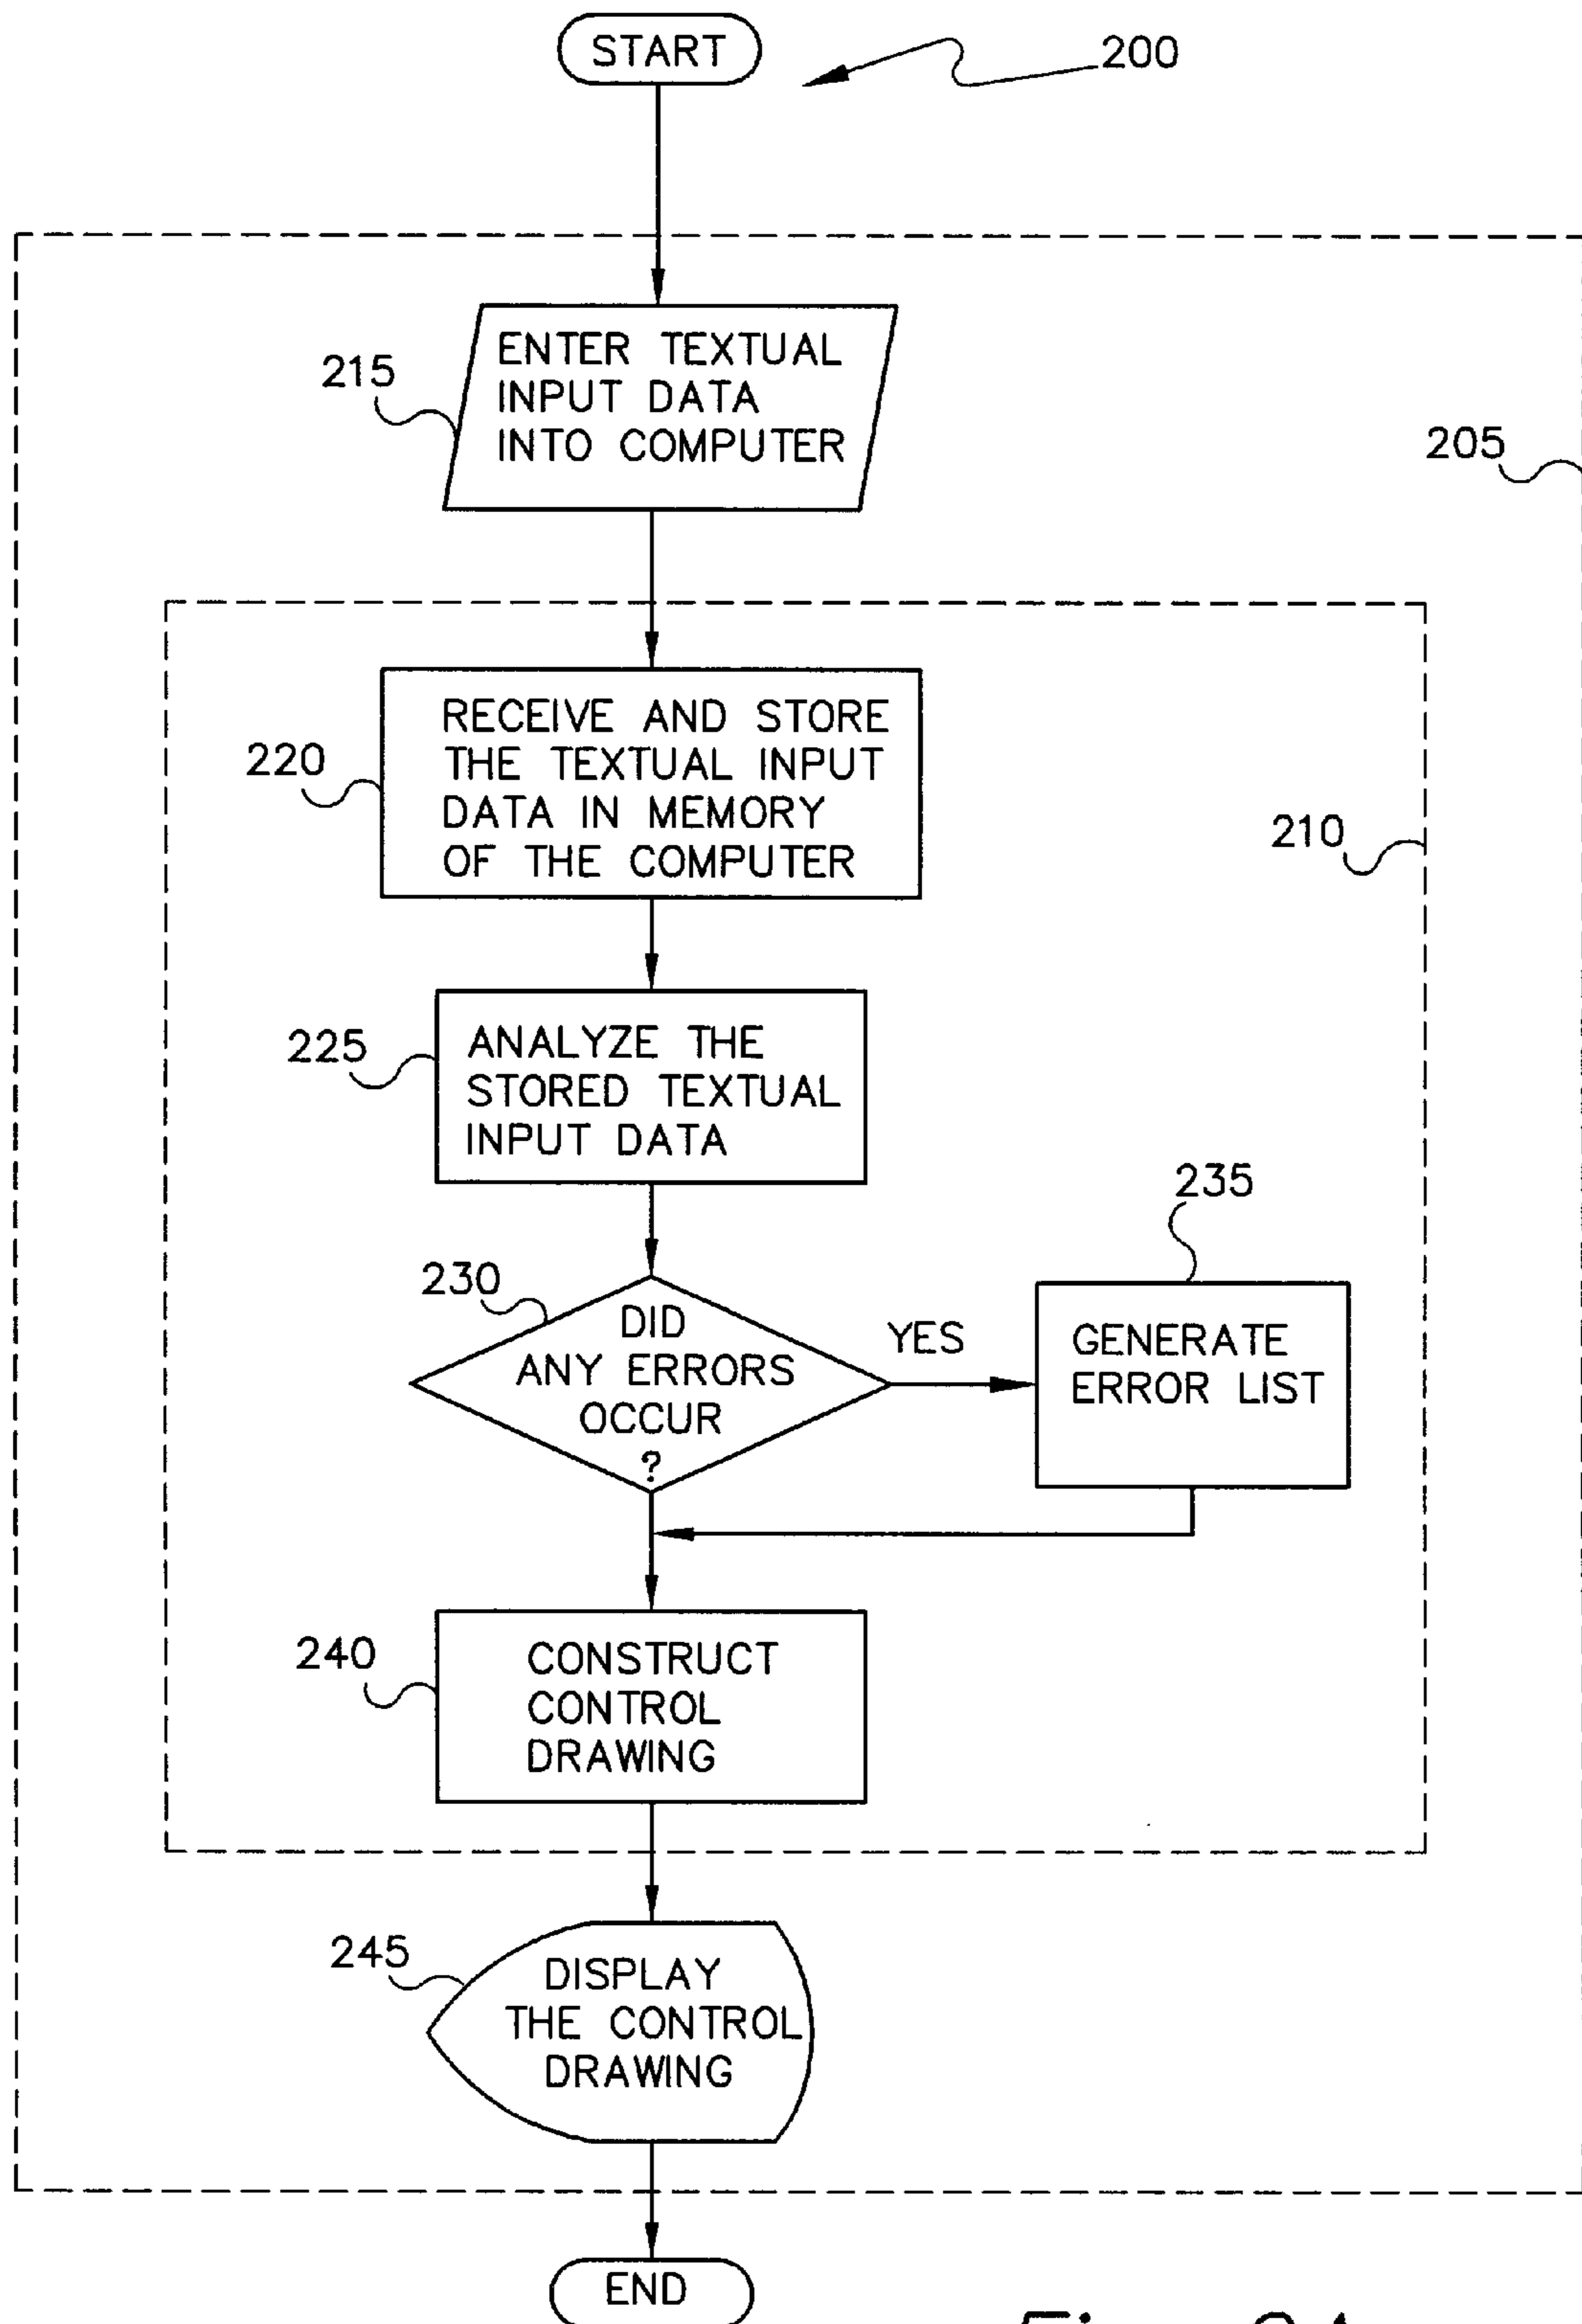 START
200
ENTER TEXTUAL
INPUT DATA
INTO COMPUTER
215
205
RECEIVE AND STORE
THE TEXTUAL INPUT
DATA IN MEMORY
OF THE COMPUTER
220
210
ANALYZE THE
STORED TEXTUAL
INPUT DATA
225
235
230
DID
ANY ERRORS
OCCUR
?
YES
GENERATE
ERROR LIST
CONSTRUCT
CONTROL
DRAWING
240
245
DISPLAY
THE CONTROL
DRAWING
END